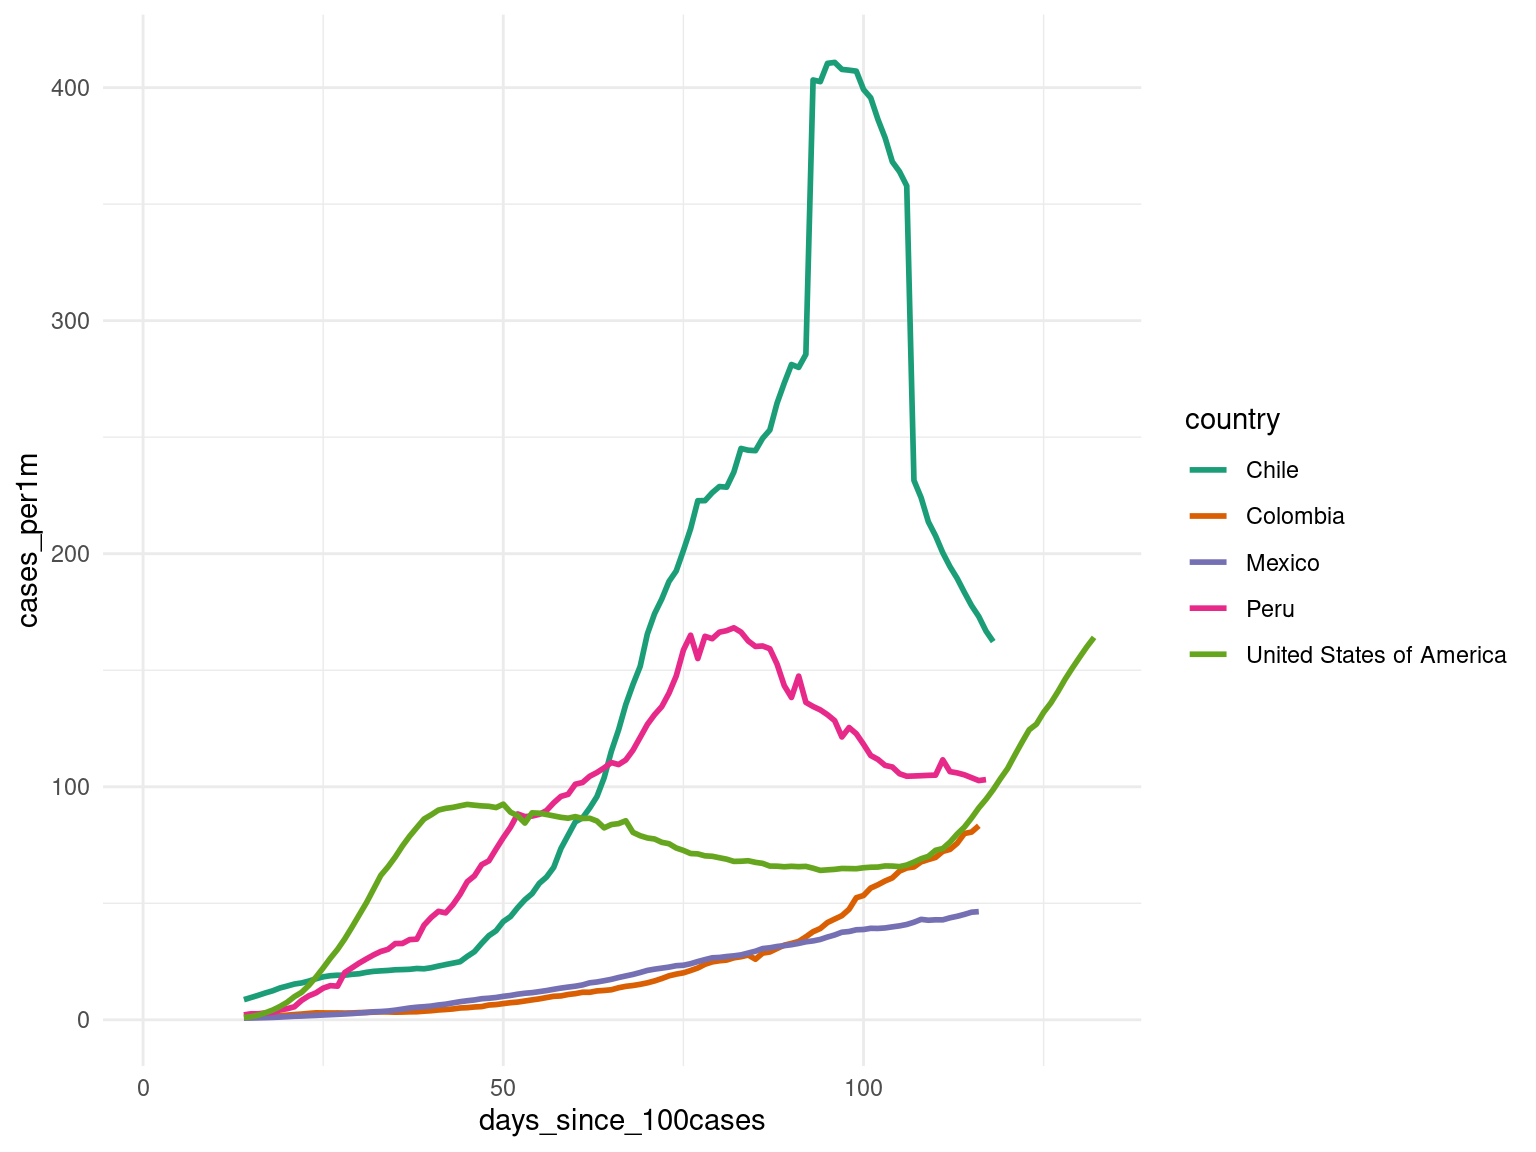 400
300
200
100
0
cases_per1m
0 50 100
days_since_100cases
country
Chile
Colombia
Mexico
Peru
United States of America